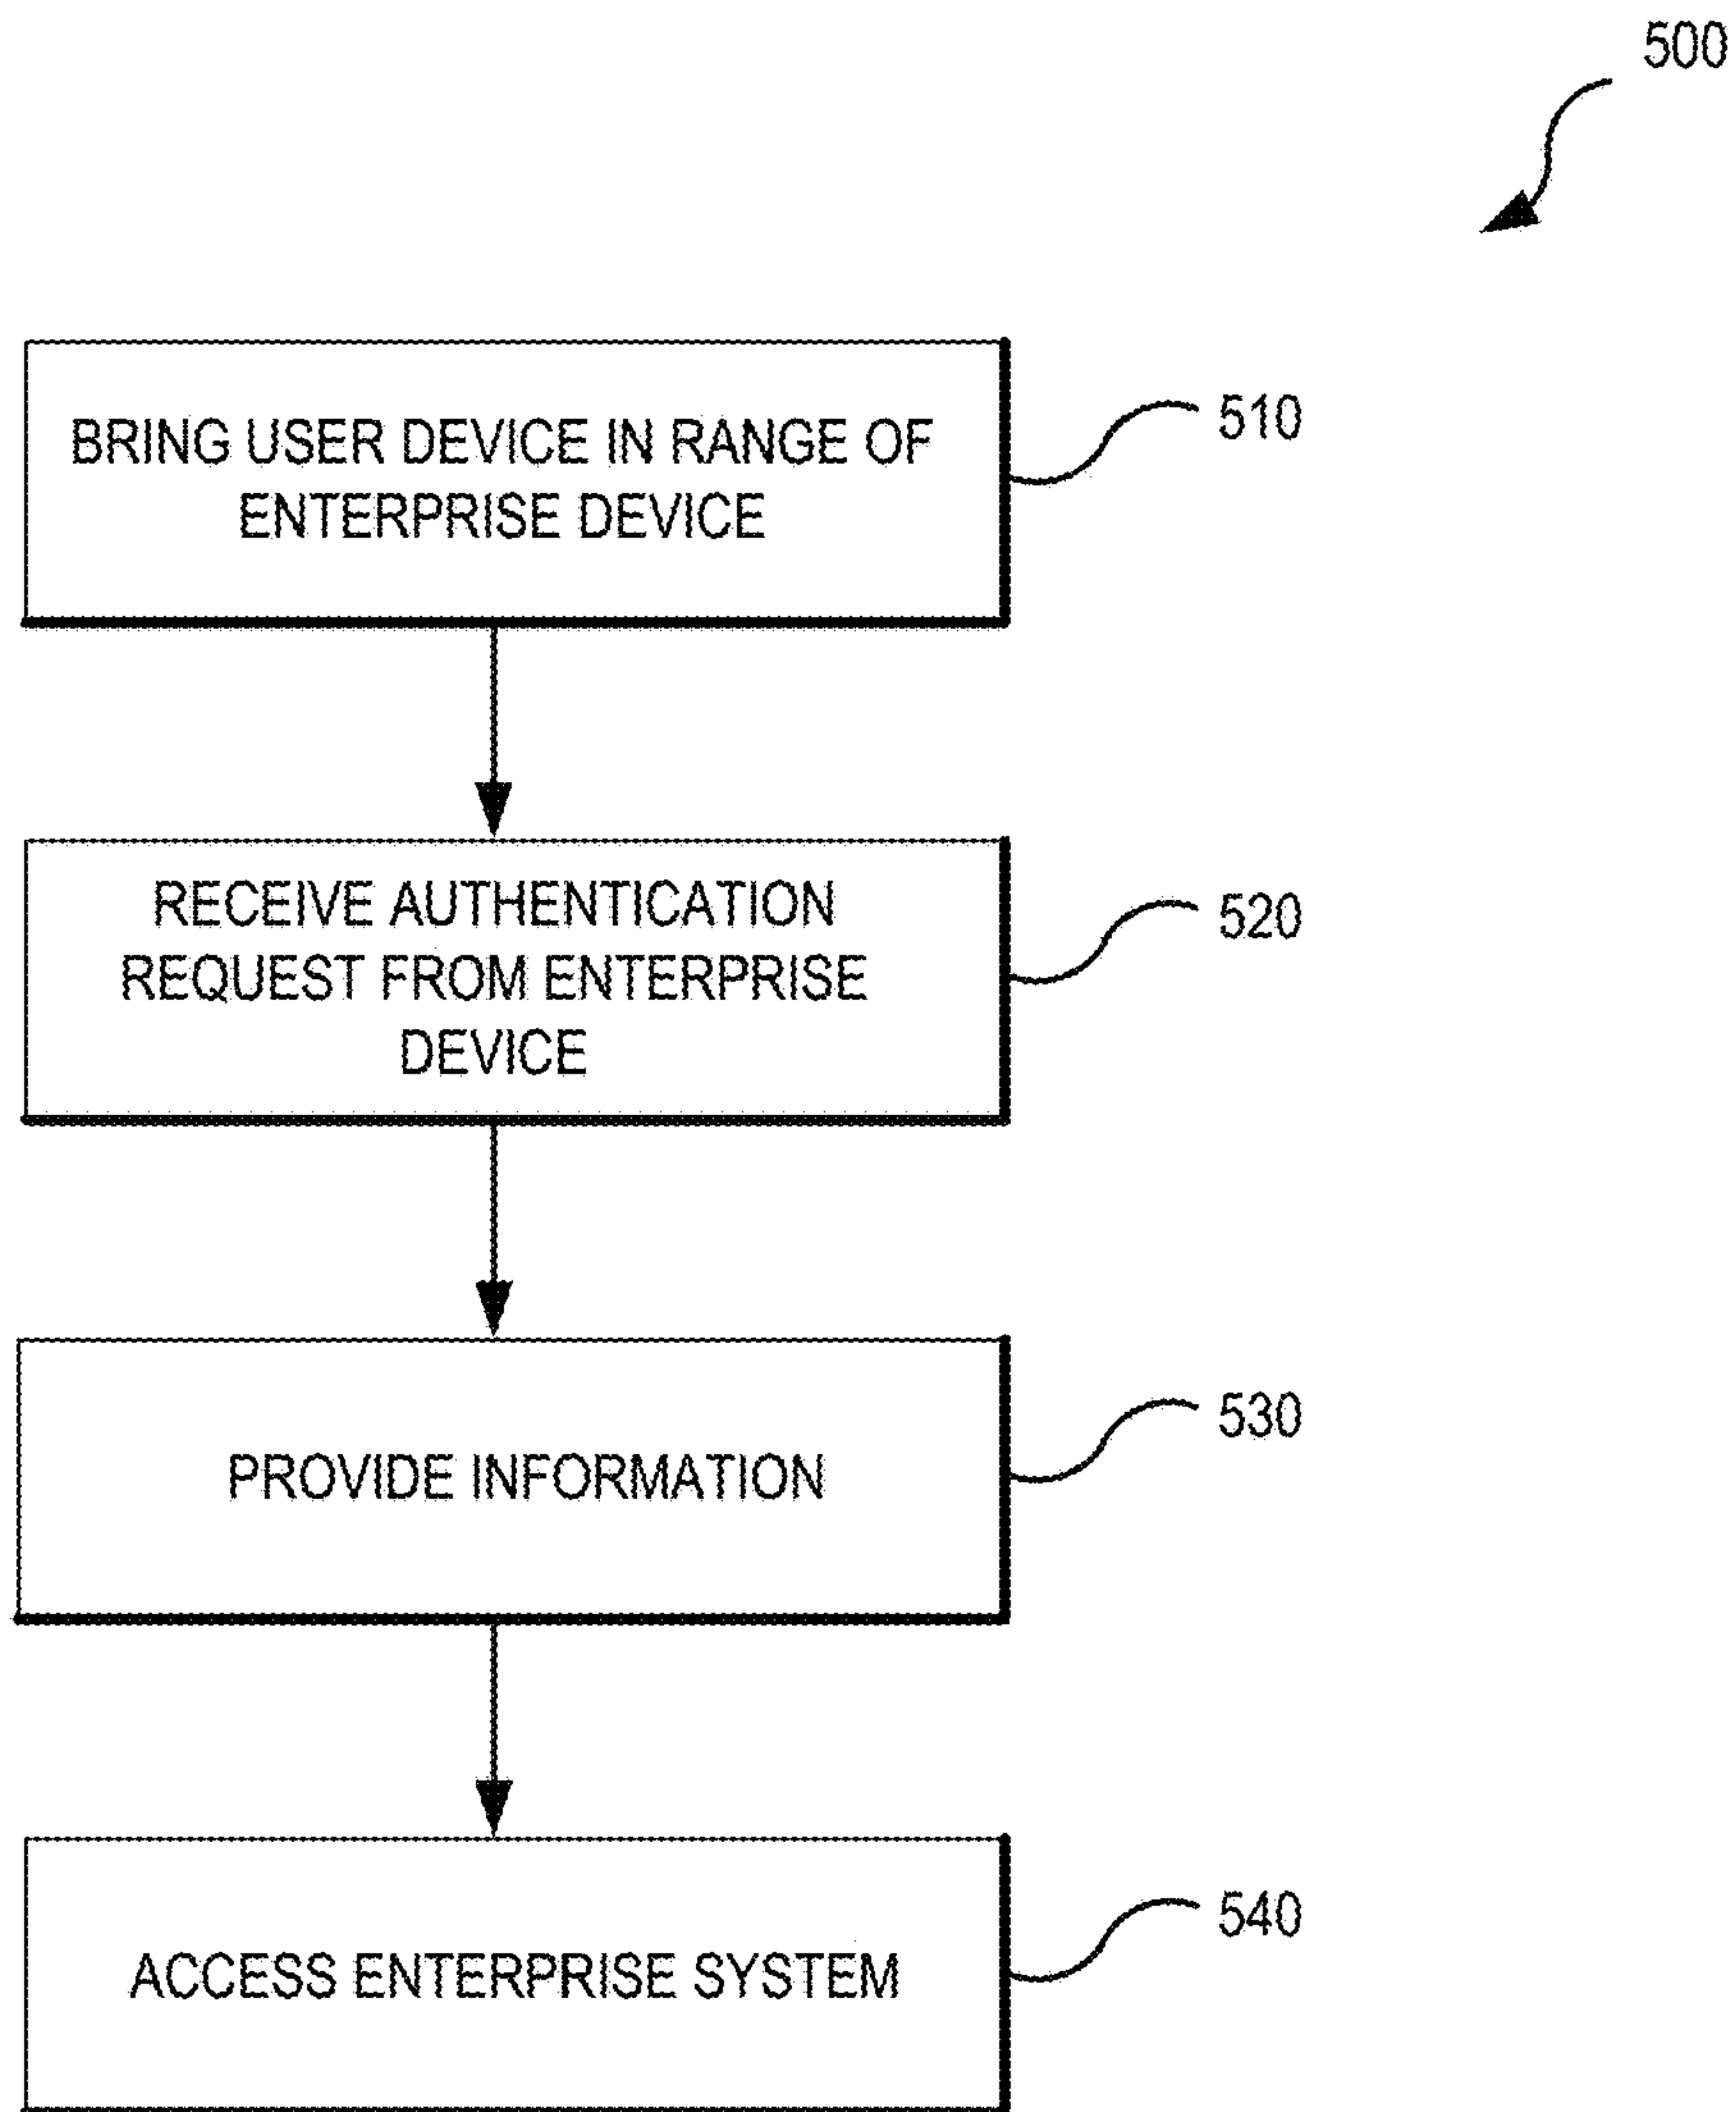 500
BRING USER DEVICE IN RANGE OF
ENTERPRISE DEVICE
510
RECEIVE AUTHENTICATION
REQUEST FROM ENTERPRISE
DEVICE
520
PROVIDE INFORMATION
530
ACCESS ENTERPRISE SYSTEM
540